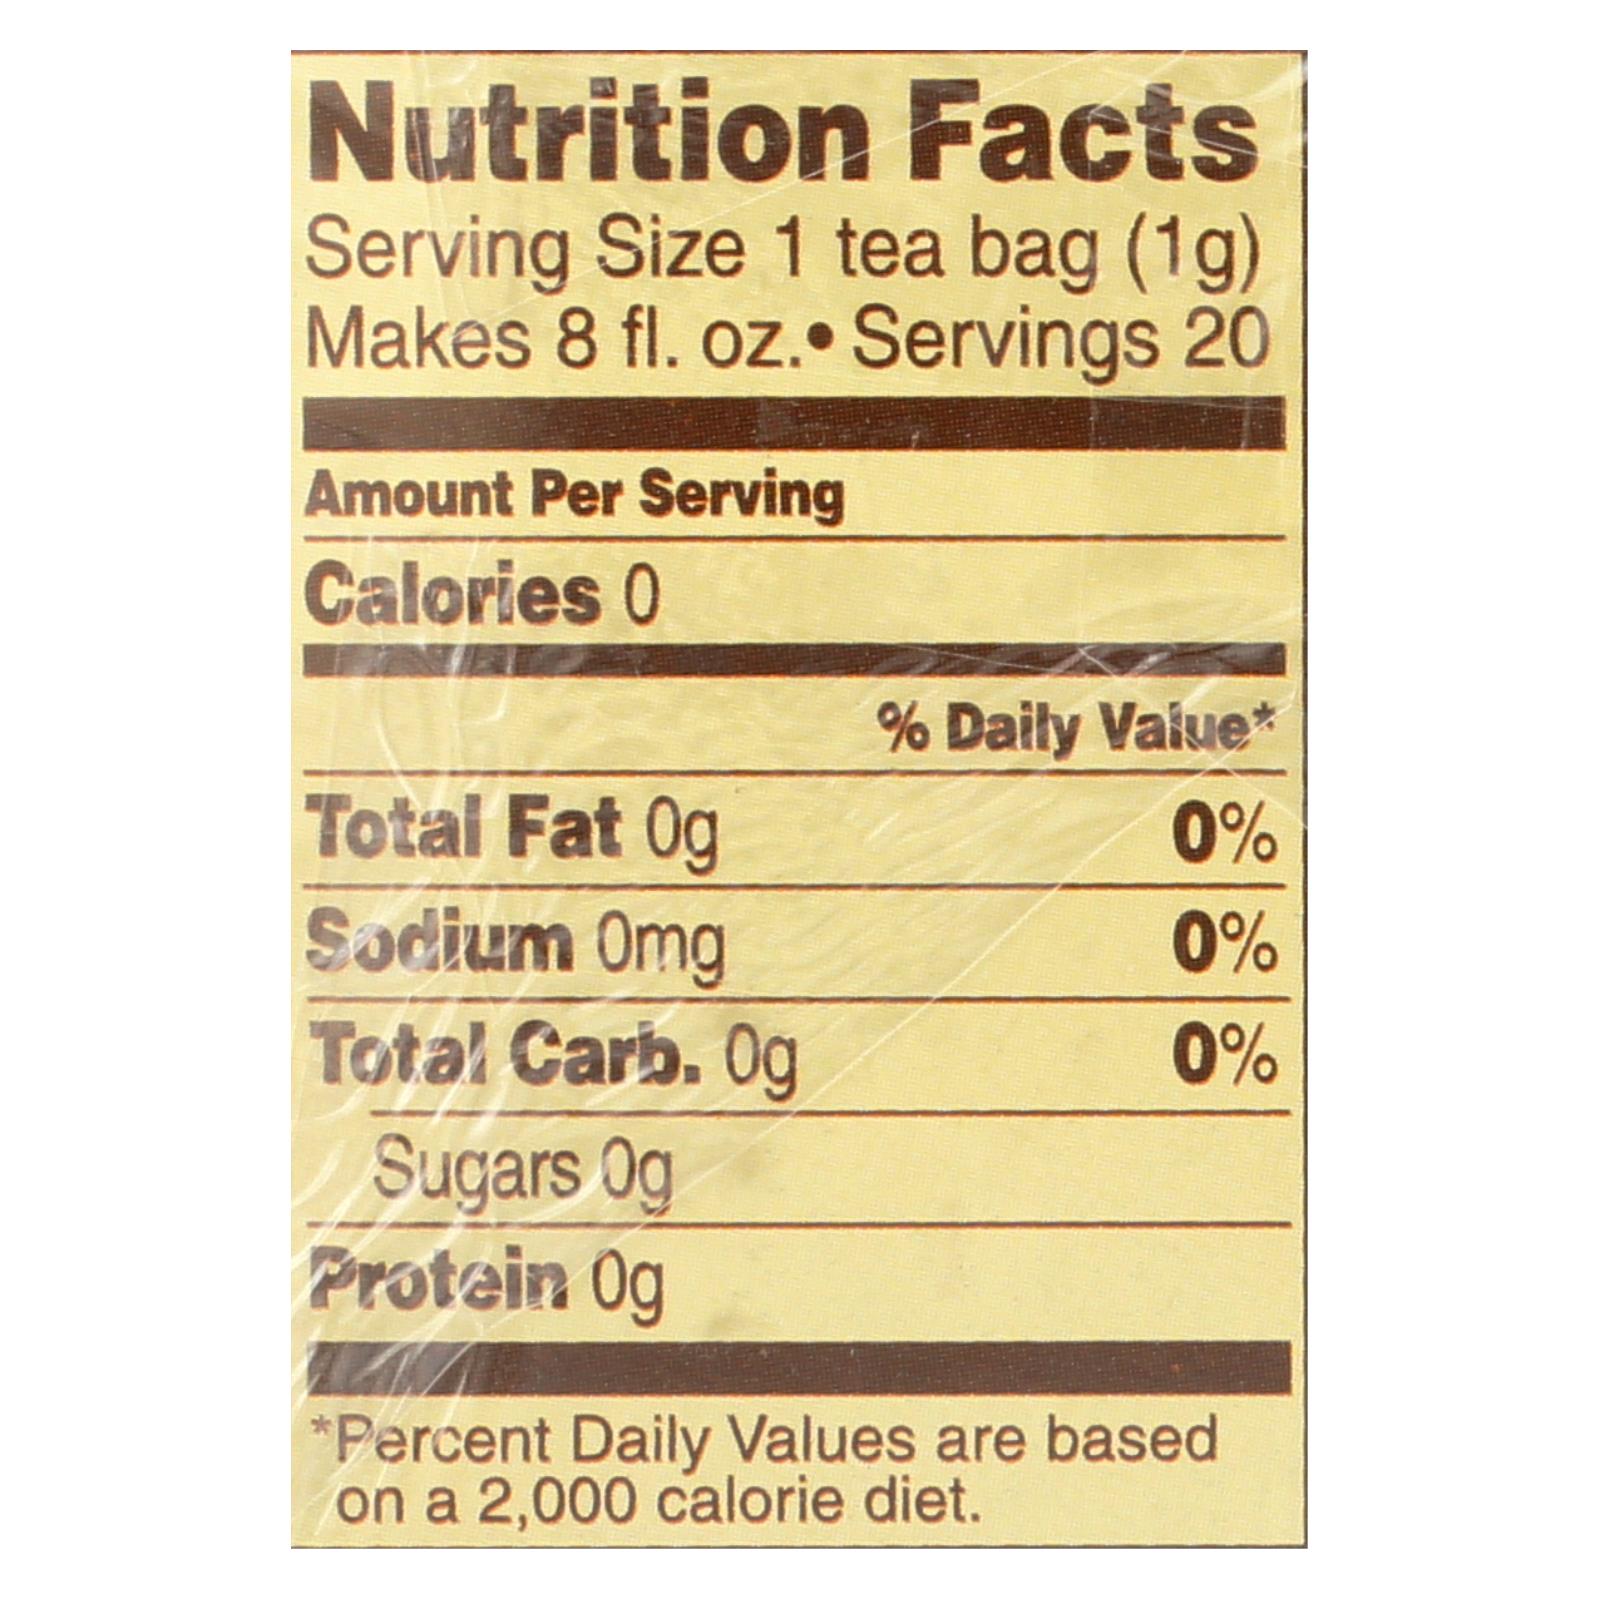 Nutrition Facts
Serving Size 1 tea bag (1g)
Makes 8 fl. oz.• Servings 20
Amount Per Serving
Calories 0
% Daily Value*
Total Fat 0g 0%
Sodium 0mg 0%
Total Carb. 0g 0%
Sugars 0g
Protein 0g
*Percent Daily Values are based
on a 2,000 calorie diet.